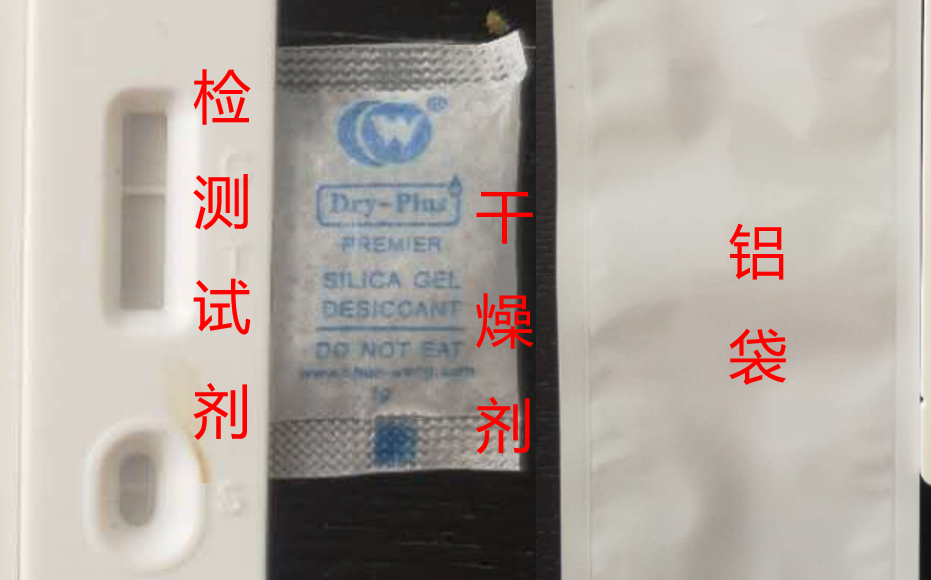 检测试剂
W
®
Dry-Plus
PREMIER
SILICA GEL
DESICCANT
DO NOT EAT
干燥剂
铝袋